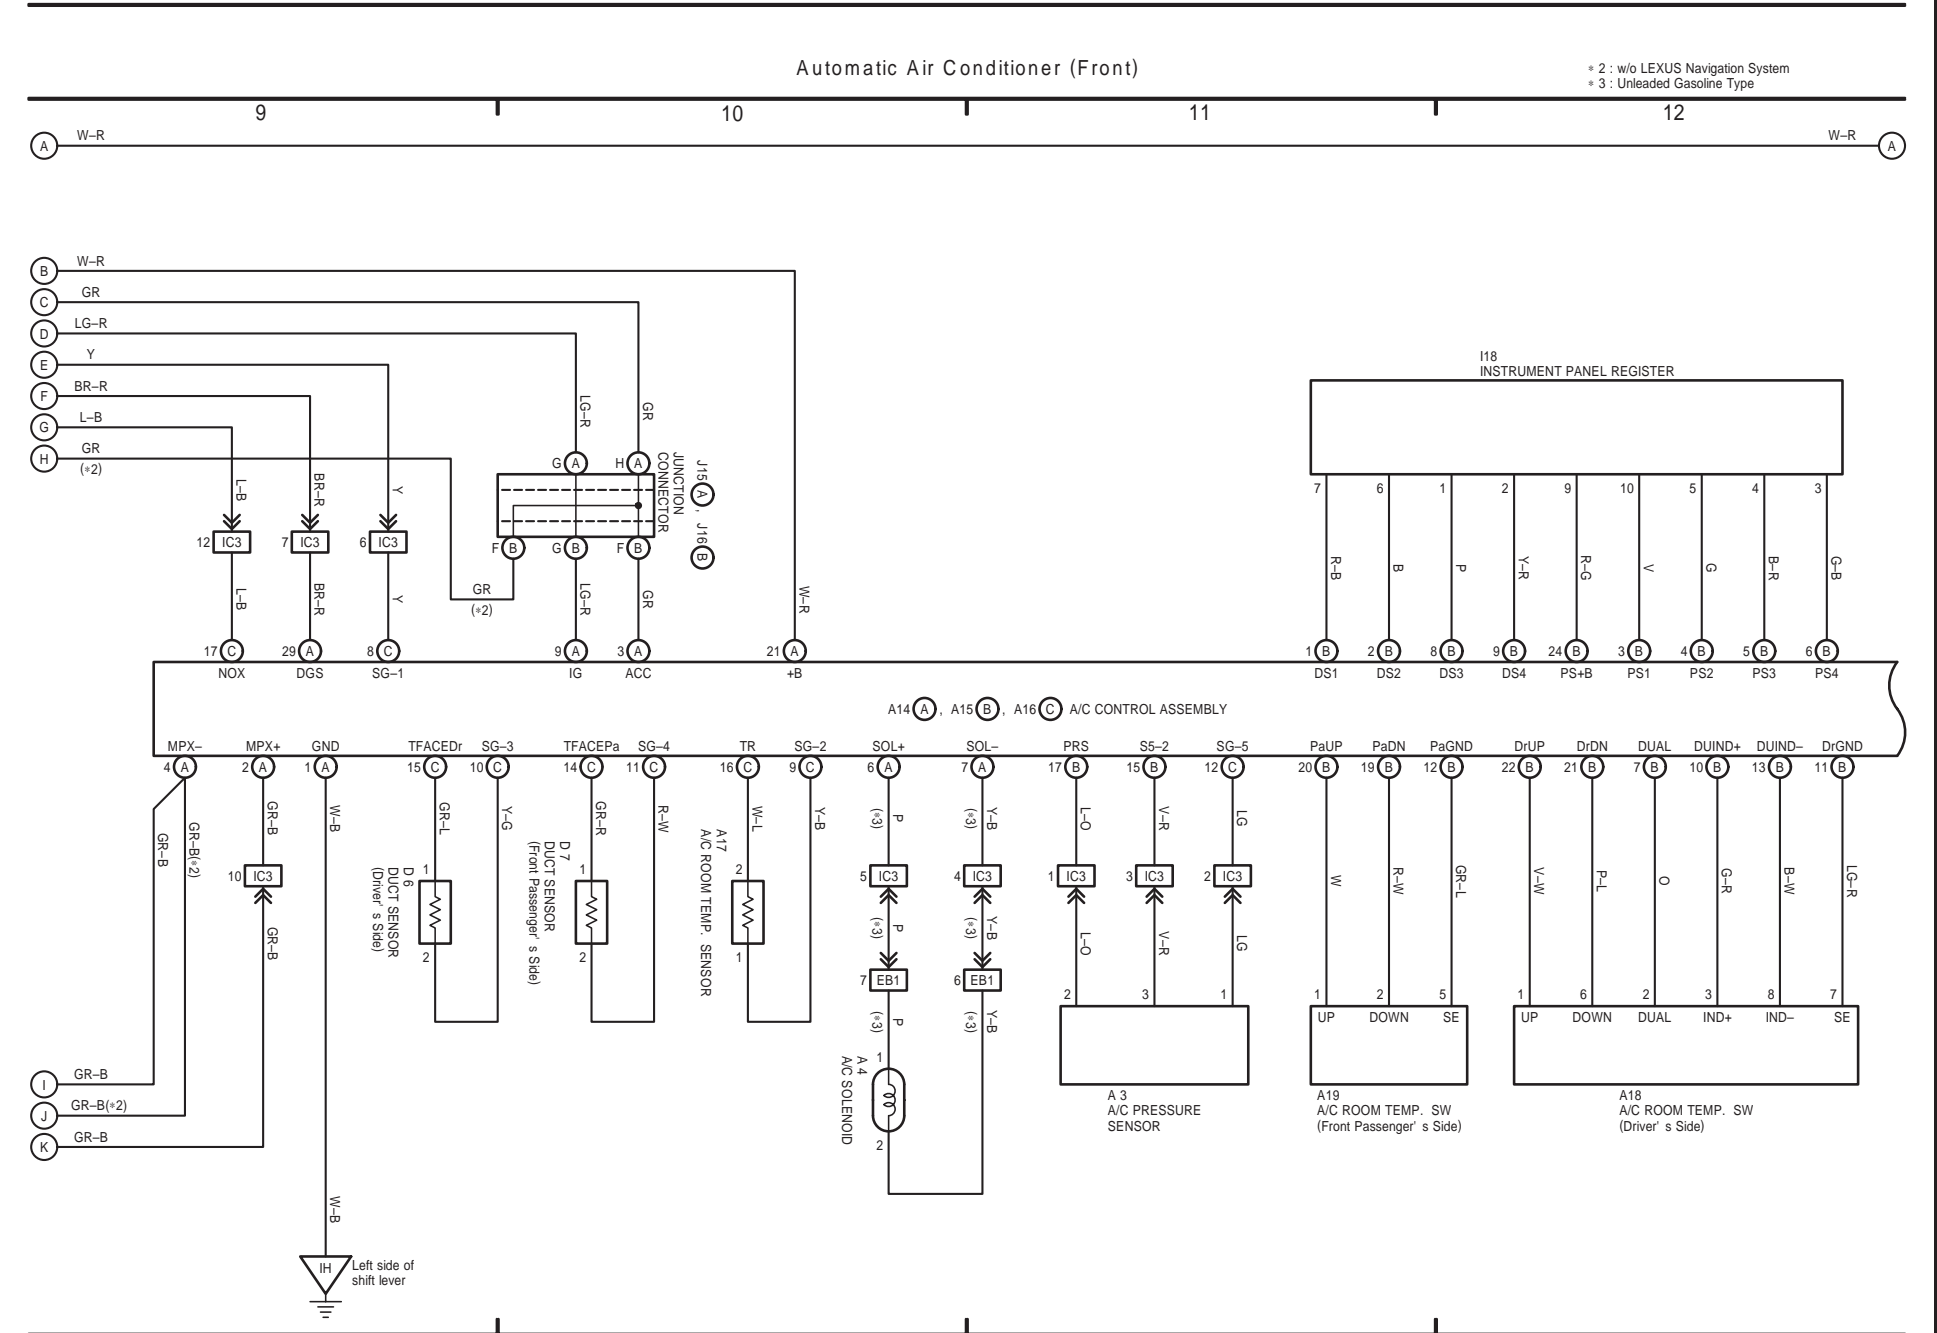 Automatic Air Conditioner (Front)
∗ 2 : w/o LEXUS Navigation System
∗ 3 : Unleaded Gasoline Type
9 10 11 12
A W–R W–R A
B W–R
C GR
D LG–R
E Y
F BR–R
G L–B
H GR
(∗2)
I18
INSTRUMENT PANEL REGISTER
LG–R GR
G A H A
JUNCTION
CONNECTOR
J15 A , J16 B
L–B BR–R Y
7 6 1 2 9 10 5 4 3
12 IC3 7 IC3 6 IC3
F B G B F B
R–B B P Y–R R–G V G B–R G–B
L–B BR–R Y
GR
(∗2)
LG–R GR W–R
17 C 29 A 8 C 9 A 3 A 21 A 1 B 2 B 8 B 9 B 24 B 3 B 4 B 5 B 6 B
NOX DGS SG–1 IG ACC +B DS1 DS2 DS3 DS4 PS+B PS1 PS2 PS3 PS4
A14 A , A15 B , A16 C A/C CONTROL ASSEMBLY
MPX– MPX+ GND TFACEDr SG–3 TFACEPa SG–4 TR SG–2 SOL+ SOL– PRS S5–2 SG–5 PaUP PaDN PaGND DrUP DrDN DUAL DUIND+ DUIND– DrGND
4 A 2 A 1 A 15 C 10 C 14 C 11 C 16 C 9 C 6 A 7 A 17 B 15 B 12 C 20 B 19 B 12 B 22 B 21 B 7 B 10 B 13 B 11 B
GR–B GR–B(∗2) GR–B W–B GR–L Y–G GR–R R–W W–L Y–B P (∗3) Y–B (∗3) L–O V–R LG
10 IC3 5 IC3 4 IC3 1 IC3 3 IC3 2 IC3
W R–W GR–L V–W P–L O G–R B–W LG–R
1 1 2
D 6
DUCT SENSOR
(Driver' s Side)
D 7
DUCT SENSOR
(Front Passenger' s Side)
A17
A/C ROOM TEMP. SENSOR
2 2 1
GR–B P (∗3) Y–B (∗3) L–O V–R LG
7 EB1 6 EB1
2 3 1 1 2 5 1 6 2 3 8 7
UP DOWN SE UP DOWN DUAL IND+ IND– SE
P (∗3) Y–B (∗3)
1
A 4
A/C SOLENOID
2
I GR–B
J GR–B(∗2)
K GR–B
A 3
A/C PRESSURE
SENSOR
A19
A/C ROOM TEMP. SW
(Front Passenger' s Side)
A18
A/C ROOM TEMP. SW
(Driver' s Side)
W–B
IH
Left side of
shift lever